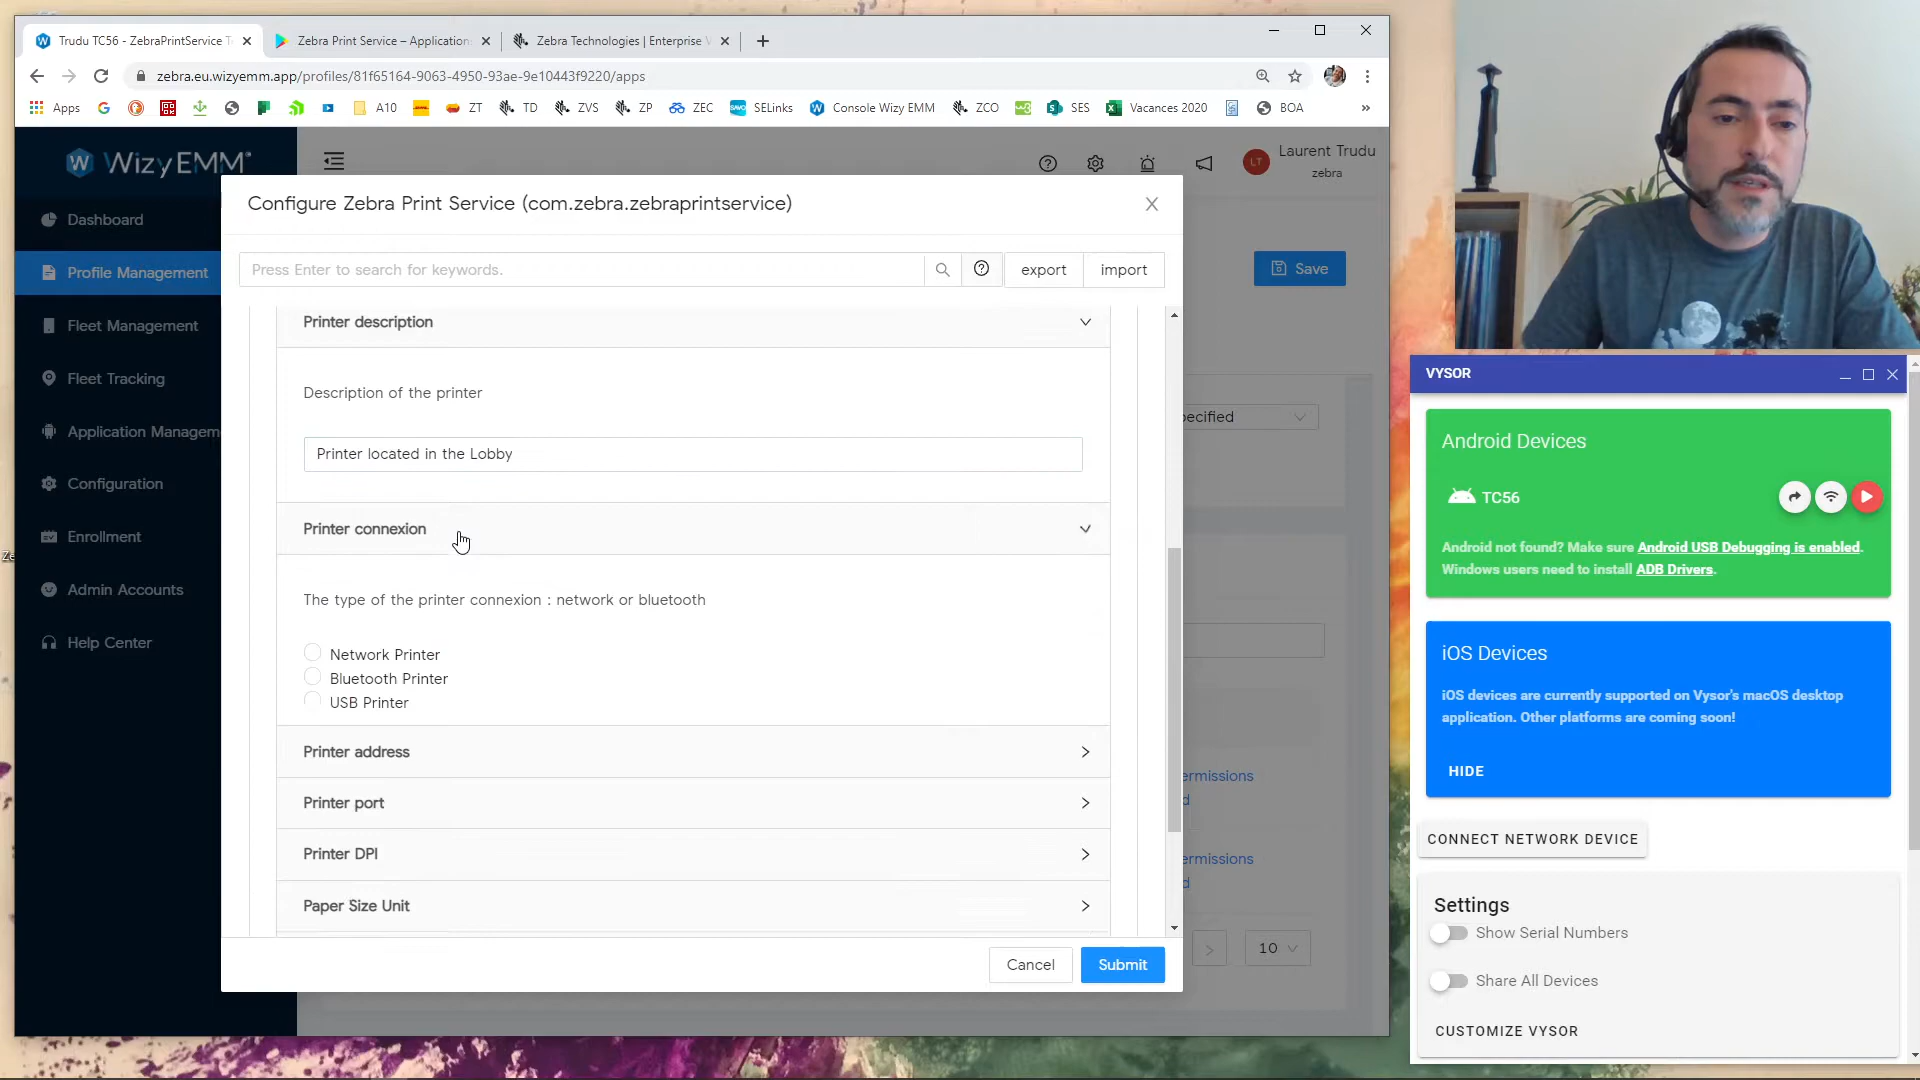 Trudu TC56 - ZebraPrintService T
Zebra Print Service – Application
Zebra Technologies | Enterprise V
zebra.eu.wizyemm.app/profiles/81f65164-9063-4950-93ae-9e10443f9220/apps
Apps
A10
ZT
TD
ZVS
ZP
ZEC
SELinks
Console Wizy EMM
ZCO
SES
Vacances 2020
BOA
»
WizyEMM
Laurent Trudu
LT
zebra
Dashboard
Profile Management
Fleet Management
Fleet Tracking
Application Managem
Configuration
Enrollment
Admin Accounts
Help Center
Configure Zebra Print Service (com.zebra.zebraprintservice)
Press Enter to search for keywords.
export
import
Save
Printer description
Description of the printer
Printer located in the Lobby
Printer connexion
The type of the printer connexion : network or bluetooth
Network Printer
Bluetooth Printer
USB Printer
Printer address
Printer port
Printer DPI
Paper Size Unit
Cancel
Submit
pecified
ermissions
d
ermissions
d
10
VYSOR
Android Devices
TC56
Android not found? Make sure Android USB Debugging is enabled.
Windows users need to install ADB Drivers.
iOS Devices
iOS devices are currently supported on Vysor's macOS desktop
application. Other platforms are coming soon!
HIDE
CONNECT NETWORK DEVICE
Settings
Show Serial Numbers
Share All Devices
CUSTOMIZE VYSOR